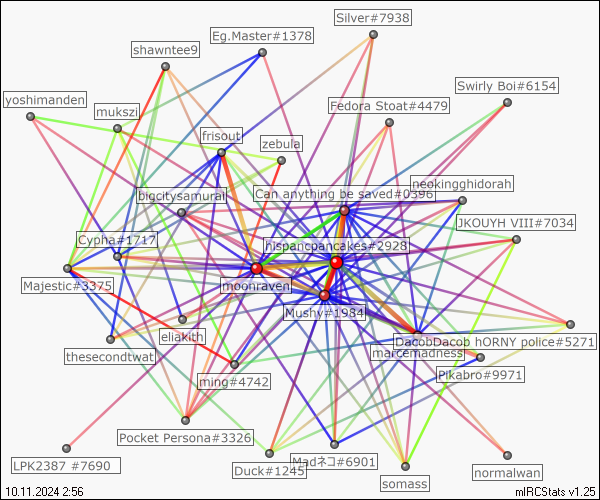 Silver#7938
Eg.Master#1378
shawntee9
Swirly Boi#6154
yoshimanden
Fedora Stoat#4479
mukszi
frisout
zebula
neokingghidorah
bigcitysamurai
Can anything be saved#0396
JKOUYH VIII#7034
Cypha#1717
hispancpancakes#2928
Majestic#3375
moonraven
Mushy#1984
eliakith
DacobDacob hORNY police#5271
thesecondtwat
marcemadness
Pikabro#9971
ming#4742
Pocket Persona#3326
LPK2387 #7690
Duck#1245
Madネコ#6901
normalwan
somass
10.11.2024 2:56
mIRCStats v1.25